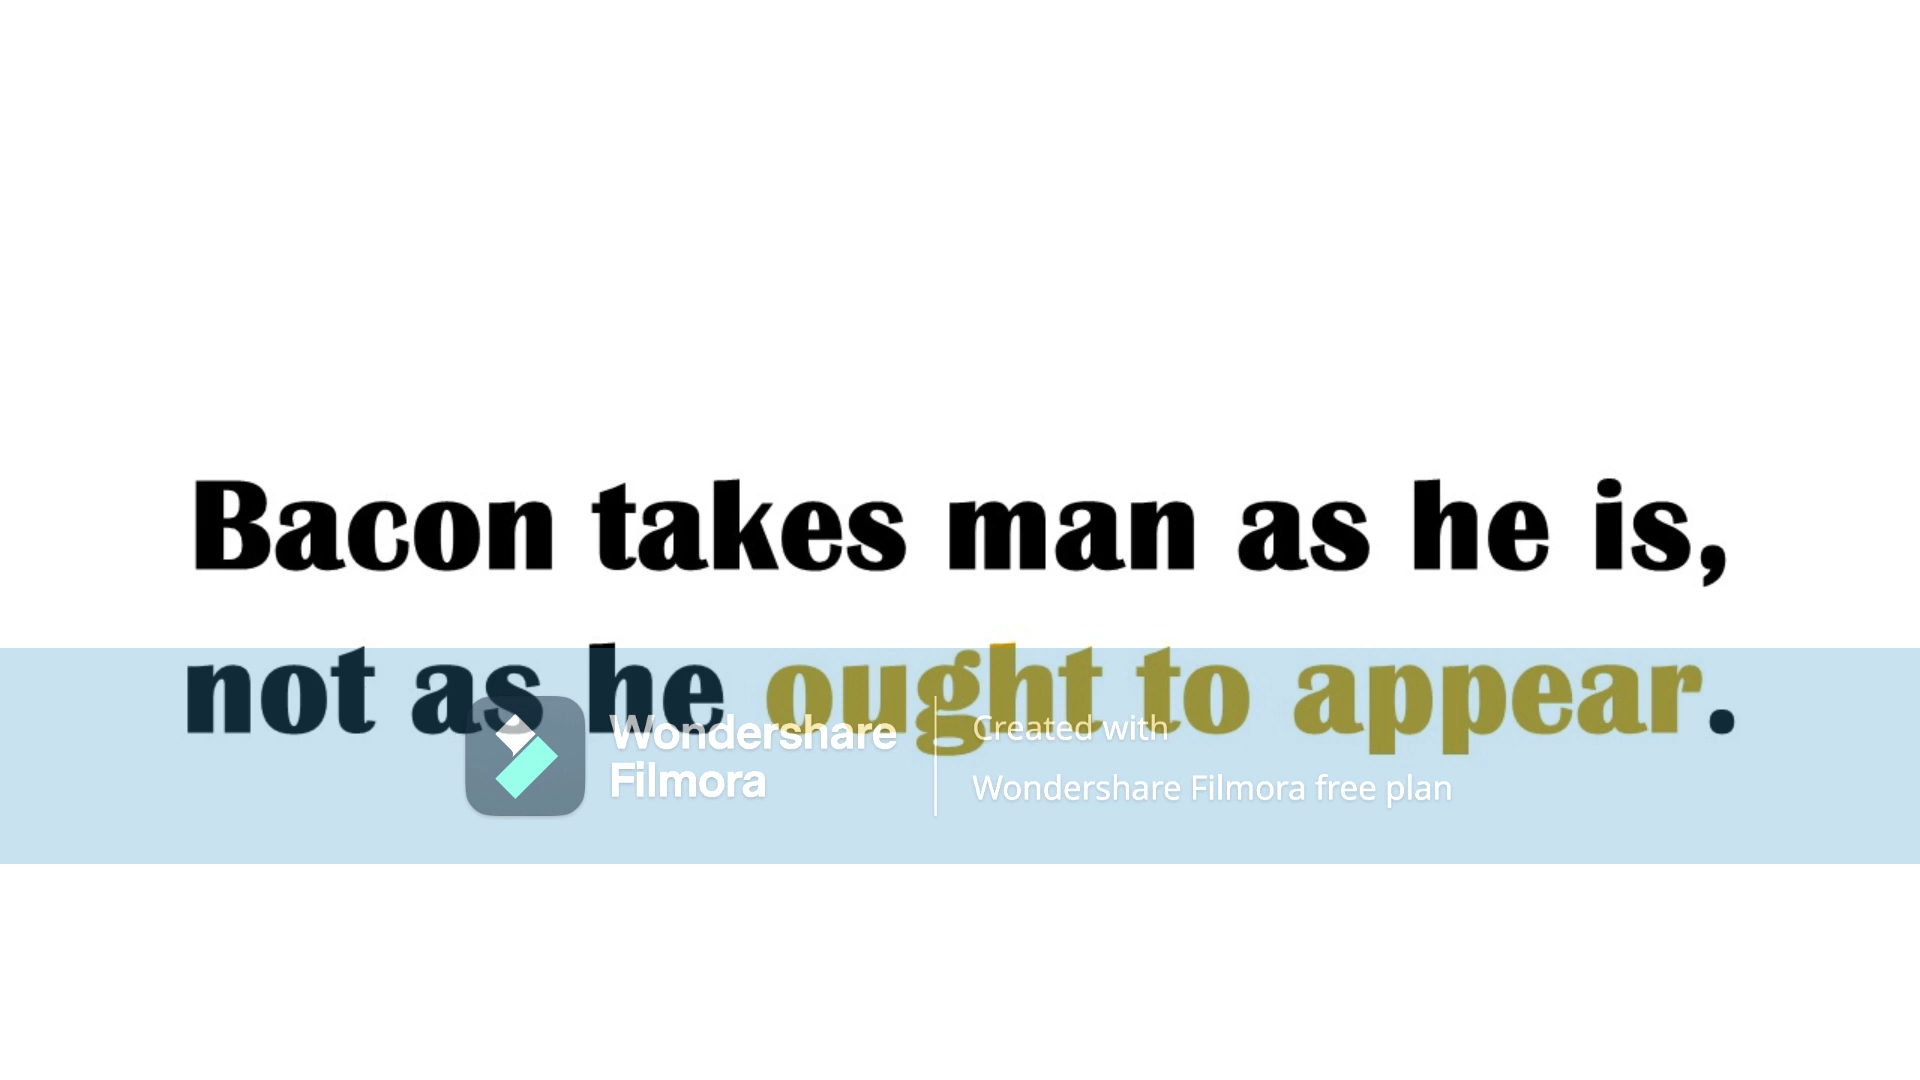 Bacon takes man as he is,
not as he ought to appear.
Wondershare
Filmora
Created with
Wondershare Filmora free plan